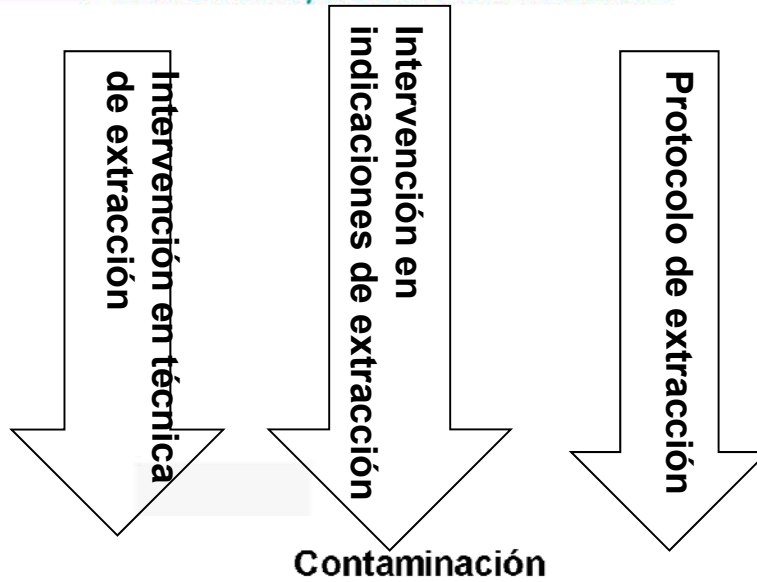 Intervención en técnica
de extracción
Intervención en
indicaciones de extracción
Protocolo de extracción
Contaminación